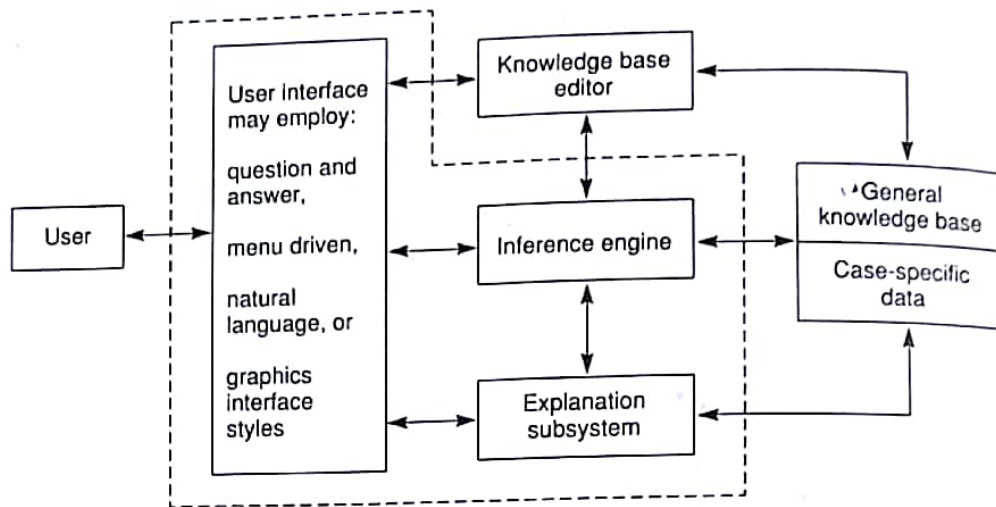 User
User interface
may employ:
question and
answer,
menu driven,
natural
language, or
graphics
interface
styles
Knowledge base
editor
Inference engine
Explanation
subsystem
General
knowledge base
Case-specific
data